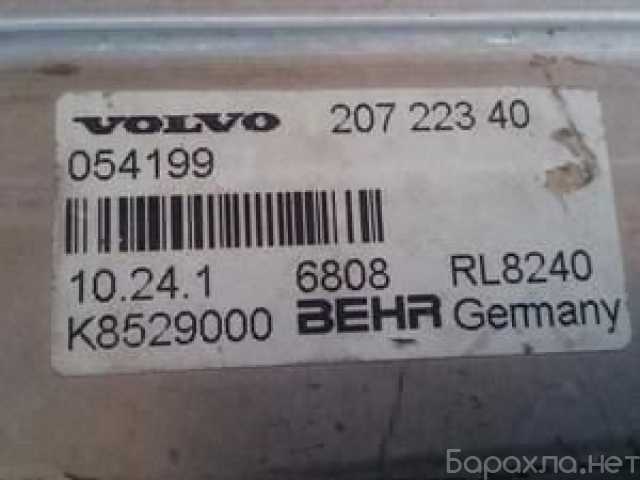 VOLVO 207 223 40
054199
10.24.1 6808 RL8240
K8529000 BEHR Germany
Барахла.нет